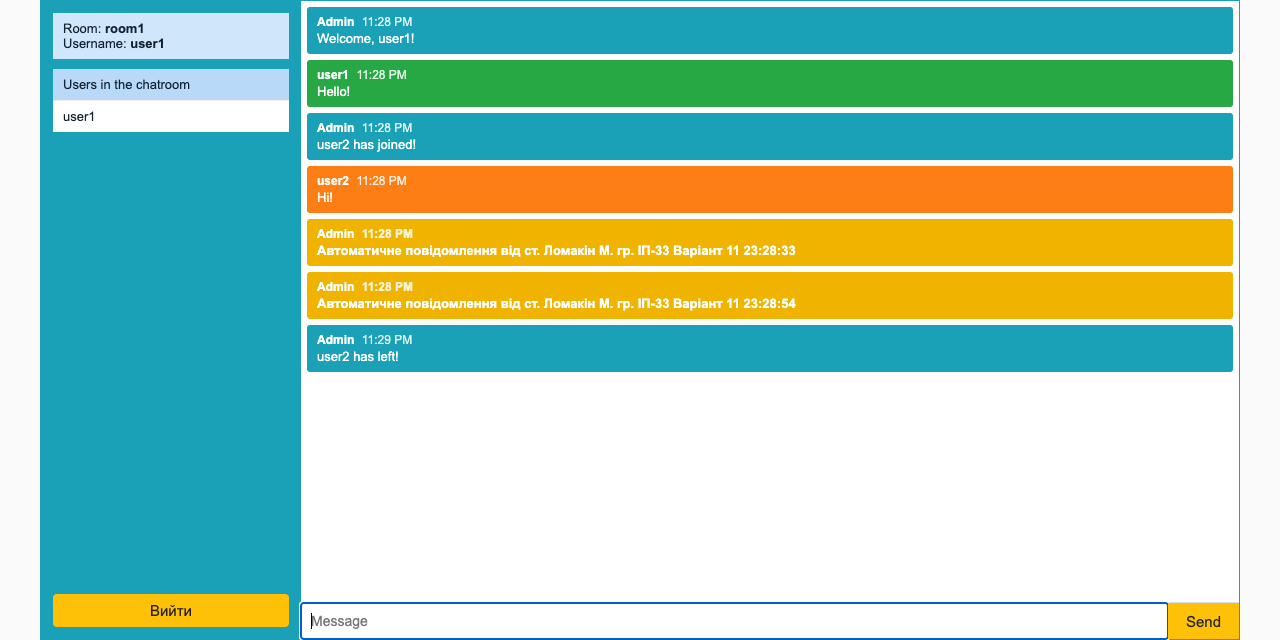 Room: room1
Username: user1
Users in the chatroom
user1
Вийти
Admin 11:28 PM
Welcome, user1!
user1 11:28 PM
Hello!
Admin 11:28 PM
user2 has joined!
user2 11:28 PM
Hi!
Admin 11:28 PM
Автоматичне повідомлення від ст. Ломакін М. гр. ІП-33 Варіант 11 23:28:33
Admin 11:28 PM
Автоматичне повідомлення від ст. Ломакін М. гр. ІП-33 Варіант 11 23:28:54
Admin 11:29 PM
user2 has left!
Message
Send